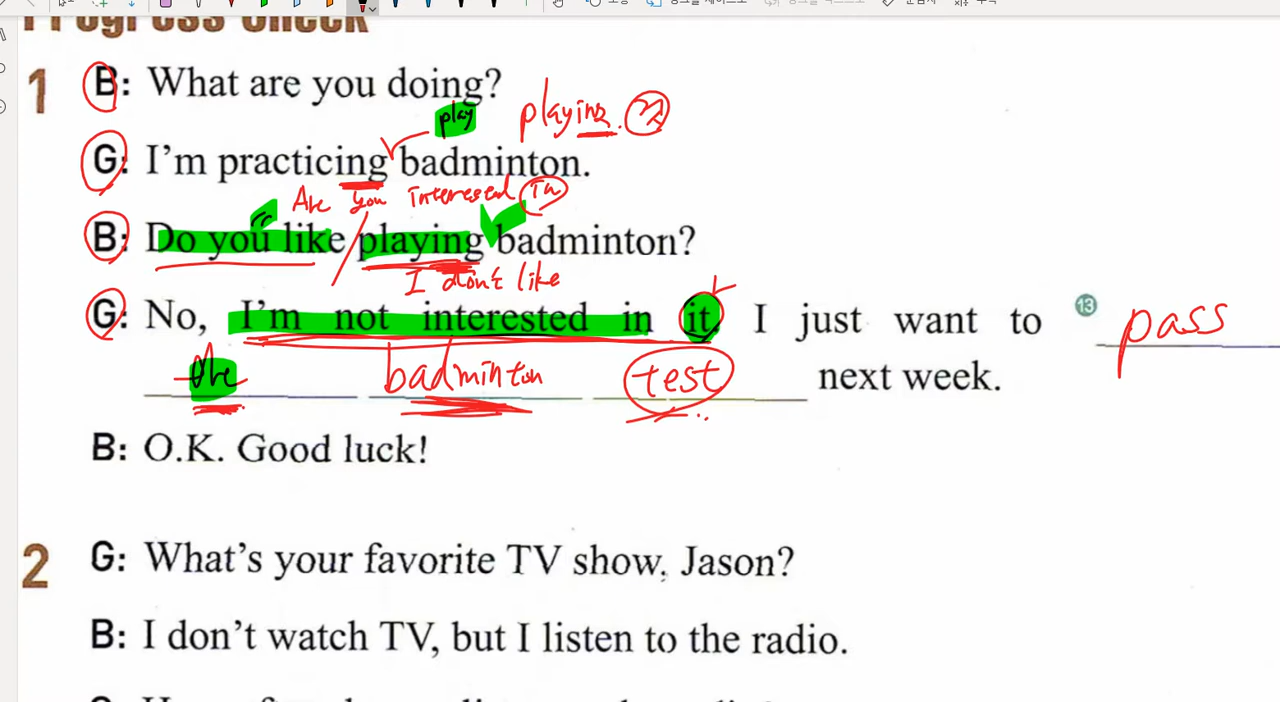 Progress Check
1 B: What are you doing?
play playing
G: I'm practicing badminton.
Are you interested in
B: Do you like / playing badminton?
I don't like
G: No, I'm not interested in it. I just want to 13 pass
the badminton test next week.
B: O.K. Good luck!
2 G: What's your favorite TV show, Jason?
B: I don't watch TV, but I listen to the radio.